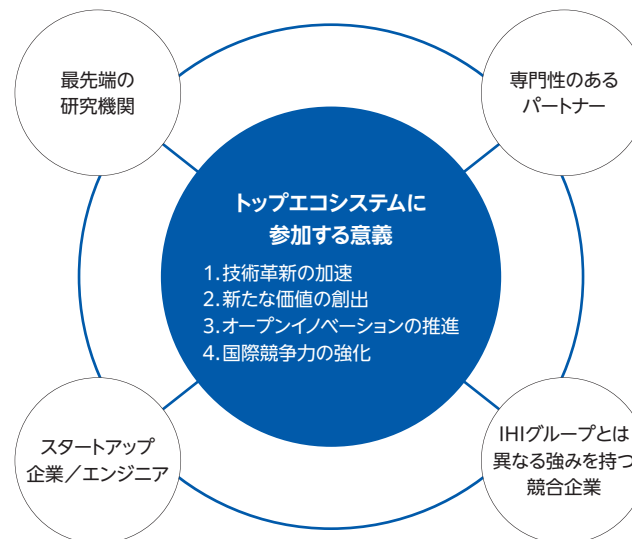 最先端の
研究機関
専門性のある
パートナー
トップエコシステムに
参加する意義
1.技術革新の加速
2.新たな価値の創出
3.オープンイノベーションの推進
4.国際競争力の強化
スタートアップ
企業／エンジニア
IHIグループとは
異なる強みを持つ
競合企業